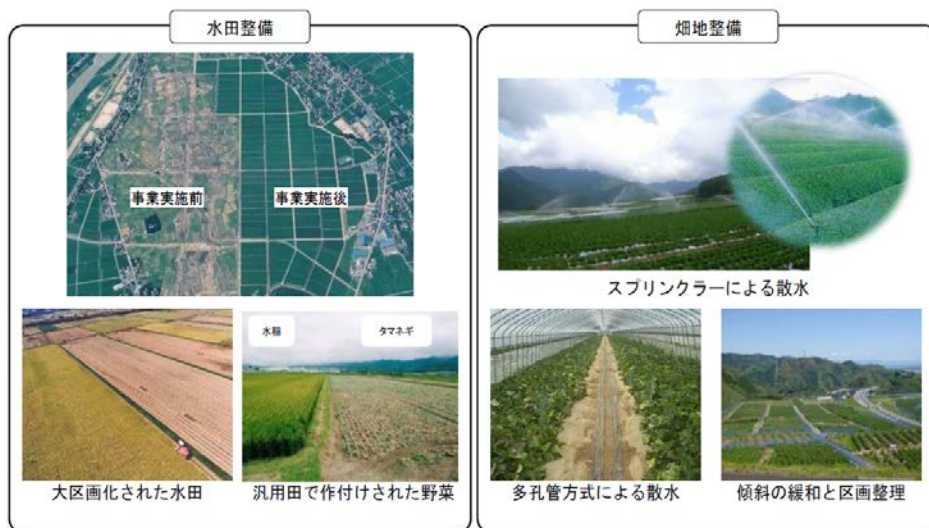 水田整備
事業実施前
事業実施後
水稲
タマネギ
大区画化された水田
汎用田で作付けされた野菜
畑地整備
スプリンクラーによる散水
多孔管方式による散水
傾斜の緩和と区画整理